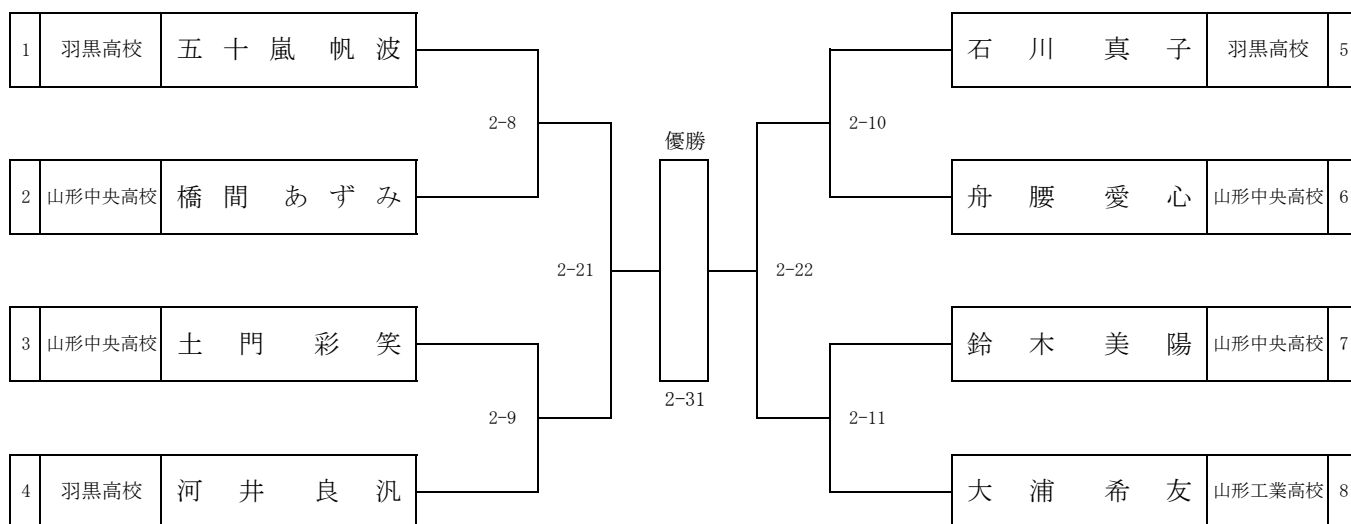 1 羽黒高校 五十嵐 帆波
2-8
2 山形中央高校 橋間 あずみ
2-21
3 山形中央高校 土門 彩笑
2-9
4 羽黒高校 河井 良汎
優勝
2-31
石川 真子 羽黒高校 5
2-10
舟腰 愛心 山形中央高校 6
2-22
鈴木 美陽 山形中央高校 7
2-11
大浦 希友 山形工業高校 8